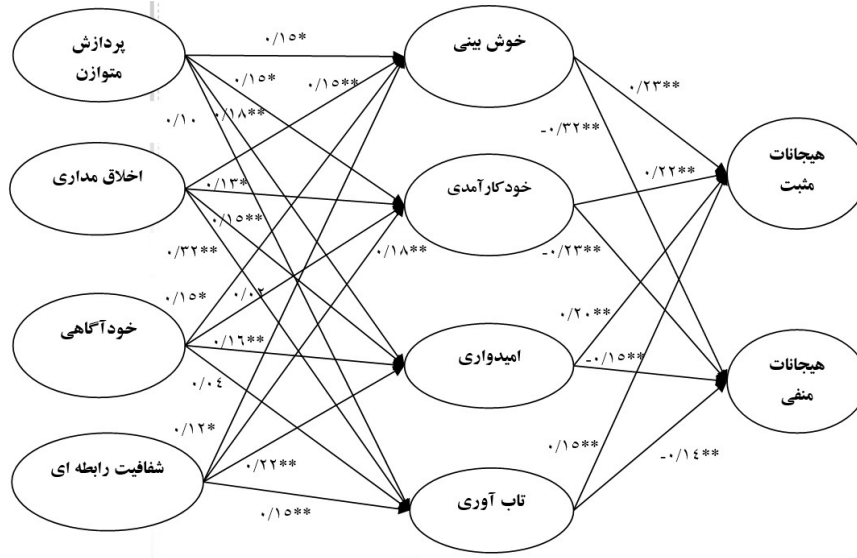 پردازش
متوازن
اخلاق مداری
خودآگاهی
شفافیت رابطه ای
۰/۱۵*
۰/۱۵*
۰/۱۵**
۰/۱۸**
۰/۱۰
۰/۱۳*
۰/۱۵**
۰/۳۲**
۰/۱۸**
۰/۱۵*
۰/۰۲
۰/۱۶**
۰/۰٤
۰/۱۲*
۰/۲۲**
۰/۱۵**
خوش بینی
خودکارآمدی
امیدواری
تاب آوری
۰/۲۳**
-۰/۳۲**
۰/۲۲**
-۰/۲۳**
۰/۲۰**
-۰/۱۵**
۰/۱۵**
-۰/۱٤**
هیجانات
مثبت
هیجانات
منفی